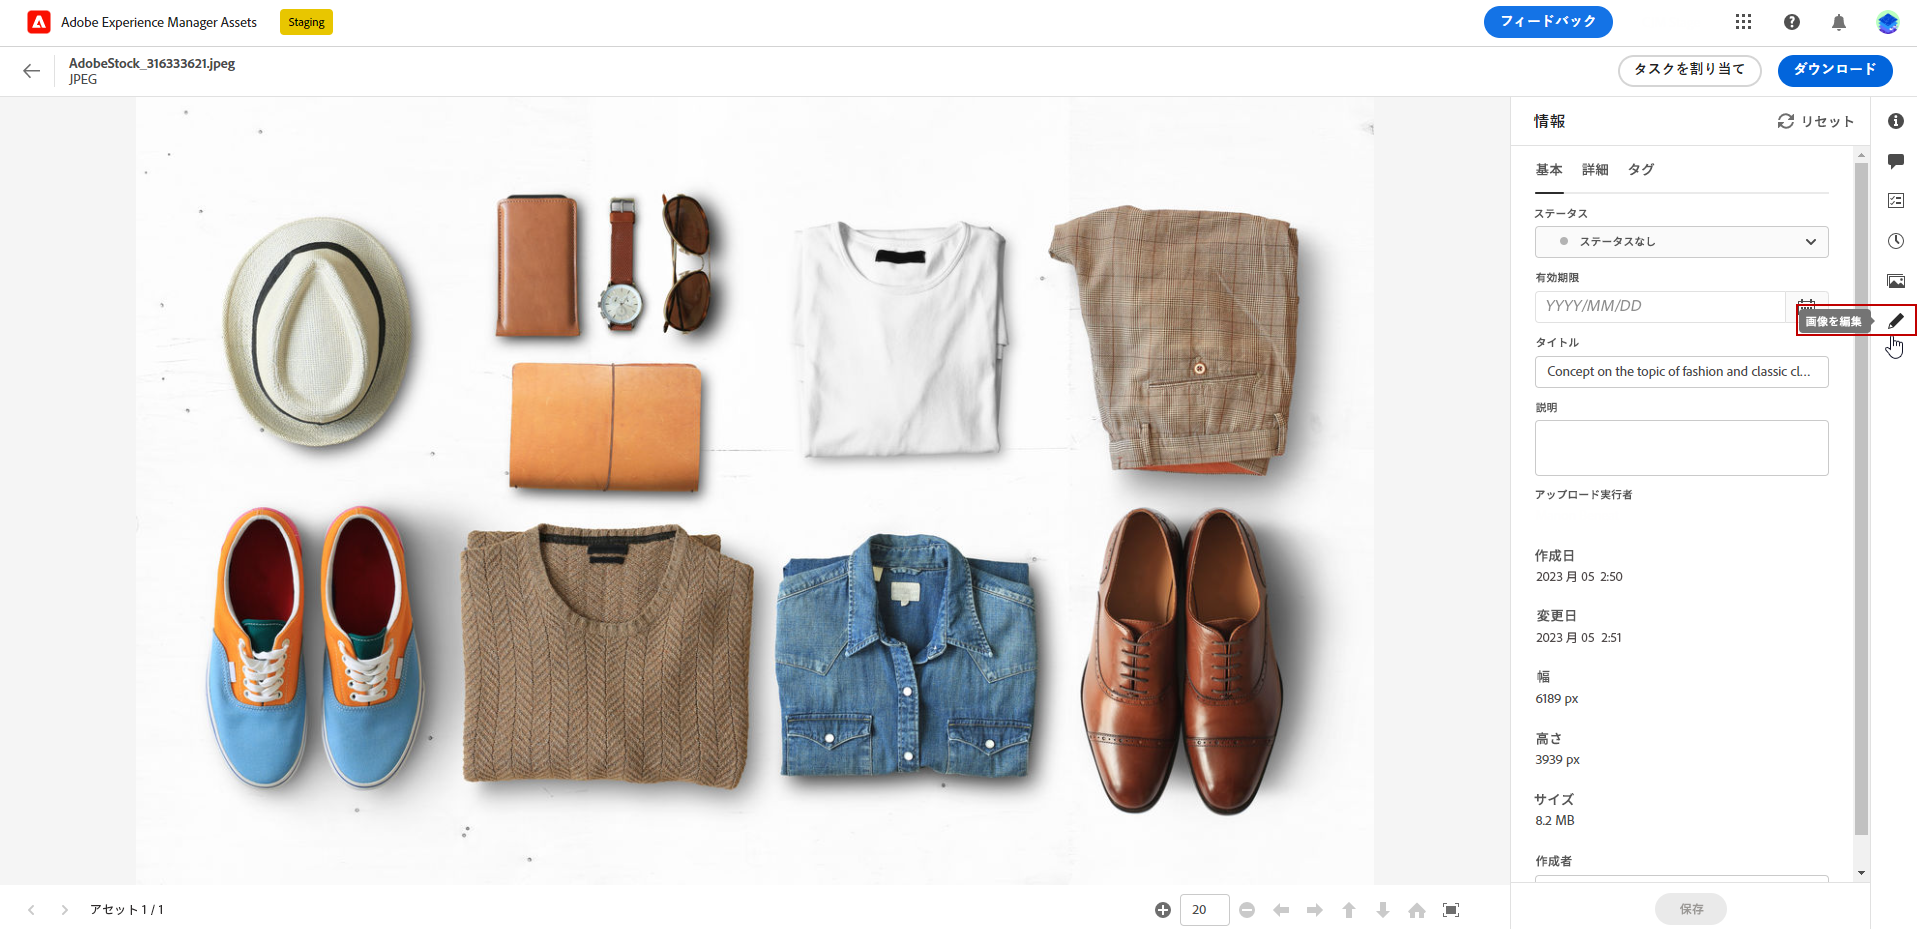 Adobe Experience Manager Assets
Staging
フィードバック
AdobeStock_316333621.jpeg
JPEG
タスクを割り当て
ダウンロード
情報
リセット
基本
詳細
タグ
ステータス
ステータスなし
有効期限
YYYY/MM/DD
画像を編集
タイトル
Concept on the topic of fashion and classic cl...
説明
アップロード実行者
作成日
2023 月 05 2:50
変更日
2023 月 05 2:51
幅
6189 px
高さ
3939 px
サイズ
8.2 MB
作成者
アセット 1 / 1
20
保存